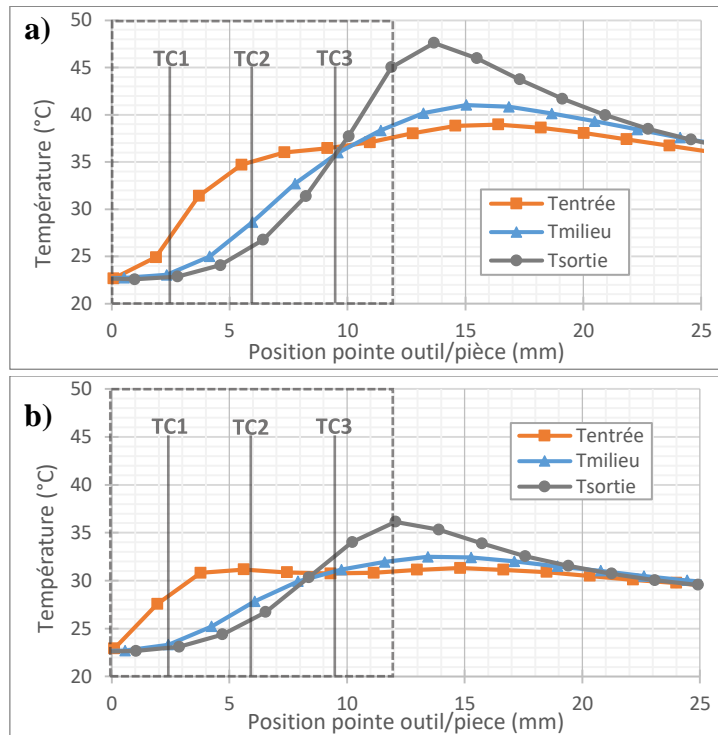 a)
50
45
40
35
30
25
20
Température (°C)
TC1 TC2 TC3
Tentrée
Tmilieu
Tsortie
0 5 10 15 20 25
Position pointe outil/pièce (mm)
b)
50
45
40
35
30
25
20
Température (°C)
TC1 TC2 TC3
Tentrée
Tmilieu
Tsortie
0 5 10 15 20 25
Position pointe outil/pièce (mm)